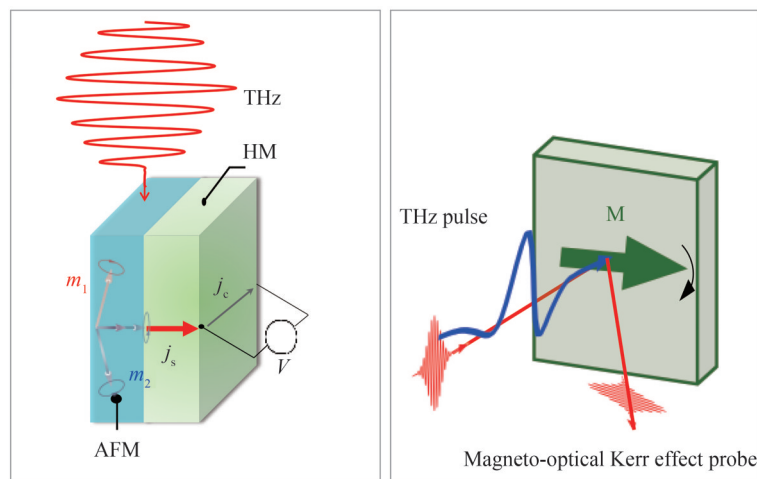 THz
HM
m1
jc
js
V
m2
AFM
THz pulse
M
Magneto-optical Kerr effect probe